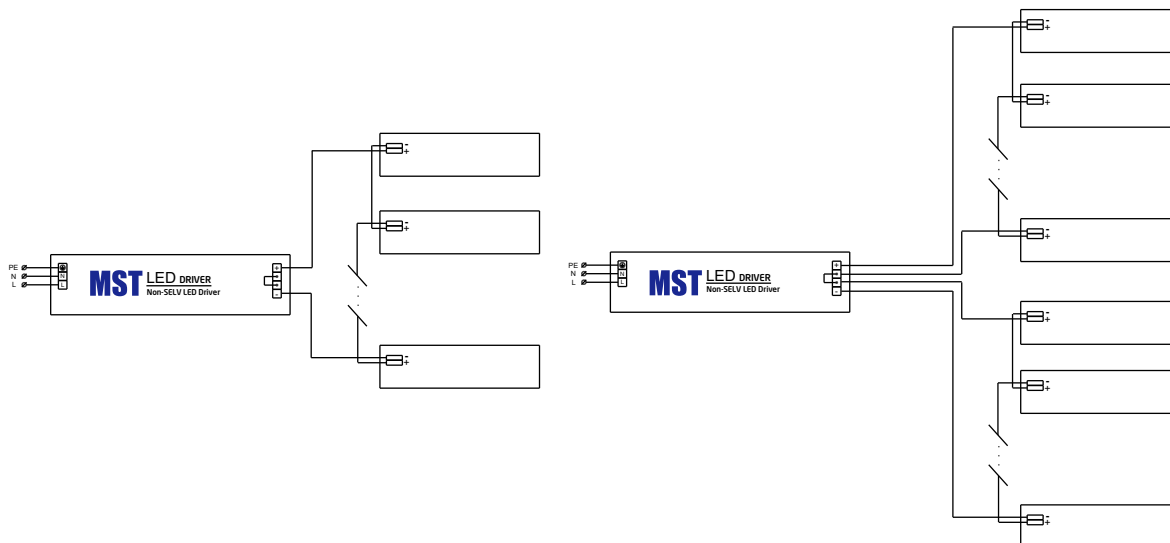 -
+
-
+
-
+
PE
N
L
N
L
MST LED DRIVER
Non-SELV LED Driver
+
-
-
+
-
+
-
+
PE
N
L
N
L
MST LED DRIVER
Non-SELV LED Driver
+
-
-
+
-
+
-
+